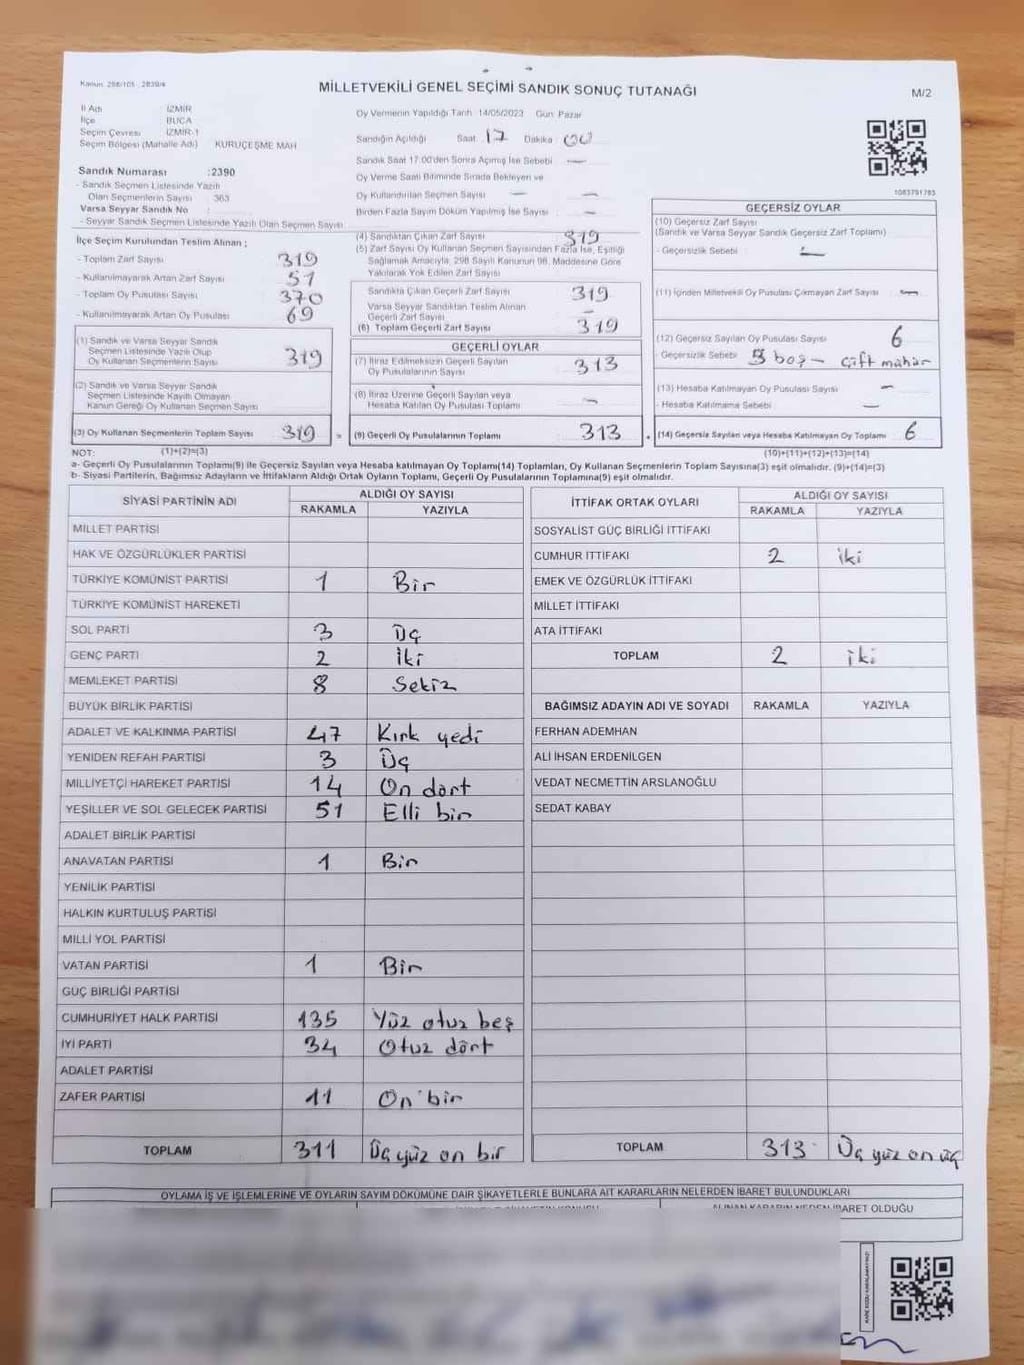 Kanun 298/105 2839/4
MİLLETVEKİLİ GENEL SEÇİMİ SANDIK SONUÇ TUTANAĞI
M/2
İl Adı : İZMİR
İlçe BUCA
Seçim Çevresi İZMİR-1
Seçim Bölgesi (Mahalle Adı) KURUÇEŞME MAH
Sandık Numarası :2390
- Sandık Seçmen Listesinde Yazılı
Olan Seçmenlerin Sayısı : 363
Varsa Seyyar Sandık No
- Seyyar Sandık Seçmen Listesinde Yazılı Olan Seçmen Sayısı
Oy Vermenin Yapıldığı Tarih 14/05/2023 Gün: Pazar
Sandığın Açıldığı Saat 17 Dakika : 00
Sandık Saat 17:00'den Sonra Açımış İse Sebebi —
Oy Verme Saati Bitiminde Sırada Bekleyen ve
Oy Kullandırılan Seçmen Sayısı — —
Birden Fazla Sayım Döküm Yapılmış İse Sayısı : —
1083791783
İlçe Seçim Kurulundan Teslim Alınan ;
- Toplam Zarf Sayısı 319
- Kullanılmayarak Artan Zarf Sayısı 51
- Toplam Oy Pusulası Sayısı 370
- Kullanılmayarak Artan Oy Pusulası 69
(1) Sandık ve Varsa Seyyar Sandık
Seçmen Listesinde Yazılı Olup
Oy Kullanan Seçmenlerin Sayısı 319
(2) Sandık ve Varsa Seyyar Sandık
Seçmen Listesinde Kayıtlı Olmayan
Kanun Gereği Oy Kullanan Seçmen Sayısı
(3) Oy Kullanan Seçmenlerin Toplam Sayısı 319 =
(4) Sandıktan Çıkan Zarf Sayısı 319
(5) Zarf Sayısı Oy Kullanan Seçmen Sayısından Fazla İse, Eşitliği
Sağlamak Amacıyla, 298 Sayılı Kanunun 98. Maddesine Göre
Yakılarak Yok Edilen Zarf Sayısı
Sandıkta Çıkan Geçerli Zarf Sayısı 319
Varsa Seyyar Sandıktan Teslim Alınan
Geçerli Zarf Sayısı —
(6) Toplam Geçerli Zarf Sayısı 319
GEÇERLİ OYLAR
(7) İtiraz Edilmeksizin Geçerli Sayılan
Oy Pusulalarının Sayısı 313
(8) İtiraz Üzerine Geçerli Sayılan veya
Hesaba Katılan Oy Pusulası Toplamı —
(9) Geçerli Oy Pusulalarının Toplamı 313
GEÇERSİZ OYLAR
(10) Geçersiz Zarf Sayısı
(Sandık ve Varsa Seyyar Sandık Geçersiz Zarf Toplamı)
- Geçersizlik Sebebi : —
(11) İçinden Milletvekili Oy Pusulası Çıkmayan Zarf Sayısı —
(12) Geçersiz Sayılan Oy Pusulası Sayısı 6
- Geçersizlik Sebebi boş - Çift mühür
(13) Hesaba Katılmayan Oy Pusulası Sayısı —
- Hesaba Katılmama Sebebi —
(14) Geçersiz Sayılan veya Hesaba Katılmayan Oy Toplamı 6
NOT: (1)+(2)=(3) (10)+(11)+(12)+(13)=(14)
a- Geçerli Oy Pusulalarının Toplamı(9) ile Geçersiz Sayılan veya Hesaba katılmayan Oy Toplamı(14) Toplamları, Oy Kullanan Seçmenlerin Toplam Sayısına(3) eşit olmalıdır. (9)+(14)=(3)
b- Siyasi Partilerin, Bağımsız Adayların ve İttifakların Aldığı Ortak Oyların Toplamı, Geçerli Oy Pusulalarının Toplamına(9) eşit olmalıdır.
SİYASİ PARTİNİN ADI ALDIĞI OY SAYISI
RAKAMLA YAZIYLA
MİLLET PARTİSİ
HAK VE ÖZGÜRLÜKLER PARTİSİ
TÜRKİYE KOMÜNİST PARTİSİ 1 Bir
TÜRKİYE KOMÜNİST HAREKETİ
SOL PARTİ 3 Üç
GENÇ PARTİ 2 İki
MEMLEKET PARTİSİ 8 Sekiz
BÜYÜK BİRLİK PARTİSİ
ADALET VE KALKINMA PARTİSİ 47 Kırk yedi
YENİDEN REFAH PARTİSİ 3 Üç
MİLLİYETÇİ HAREKET PARTİSİ 14 On dört
YEŞİLLER VE SOL GELECEK PARTİSİ 51 Elli bir
ADALET BİRLİK PARTİSİ
ANAVATAN PARTİSİ 1 Bir
YENİLİK PARTİSİ
HALKIN KURTULUŞ PARTİSİ
MİLLİ YOL PARTİSİ
VATAN PARTİSİ 1 Bir
GÜÇ BİRLİĞİ PARTİSİ
CUMHURİYET HALK PARTİSİ 135 Yüz otuz beş
İYİ PARTİ 34 Otuz dört
ADALET PARTİSİ
ZAFER PARTİSİ 11 On bir
TOPLAM 311 Üç yüz on bir
İTTİFAK ORTAK OYLARI ALDIĞI OY SAYISI
RAKAMLA YAZIYLA
SOSYALİST GÜÇ BİRLİĞİ İTTİFAKI
CUMHUR İTTİFAKI 2 iki
EMEK VE ÖZGÜRLÜK İTTİFAKI
MİLLET İTTİFAKI
ATA İTTİFAKI
TOPLAM 2 iki
BAĞIMSIZ ADAYIN ADI VE SOYADI RAKAMLA YAZIYLA
FERHAN ADEMHAN
ALİ İHSAN ERDENİLGEN
VEDAT NECMETTİN ARSLANOĞLU
SEDAT KABAY
TOPLAM 313 Üç yüz on üç
OYLAMA İŞ VE İŞLEMLERİNE VE OYLARIN SAYIM DÖKÜMÜNE DAİR ŞİKAYETLERLE BUNLARA AİT KARARLARIN NELERDEN İBARET BULUNDUKLARI
ALINAN KARARIN NEDEN İBARET OLDUĞU